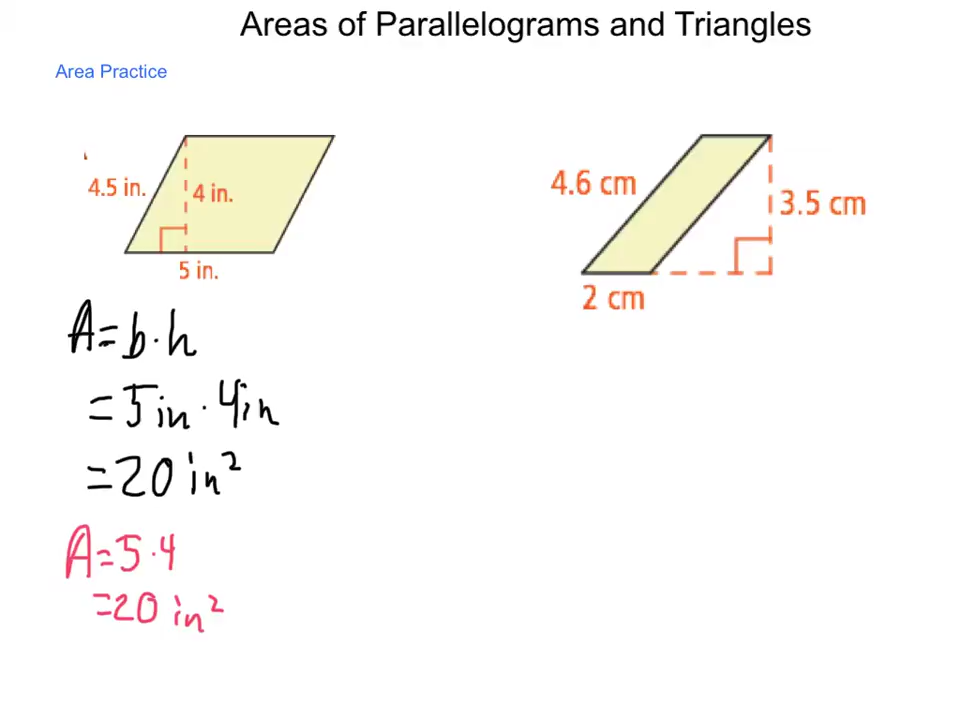 Areas of Parallelograms and Triangles
Area Practice
4.5 in.
4 in.
5 in.
4.6 cm
3.5 cm
2 cm
A=b·h
=5in·4in
=20in²
A=5·4
=20in²